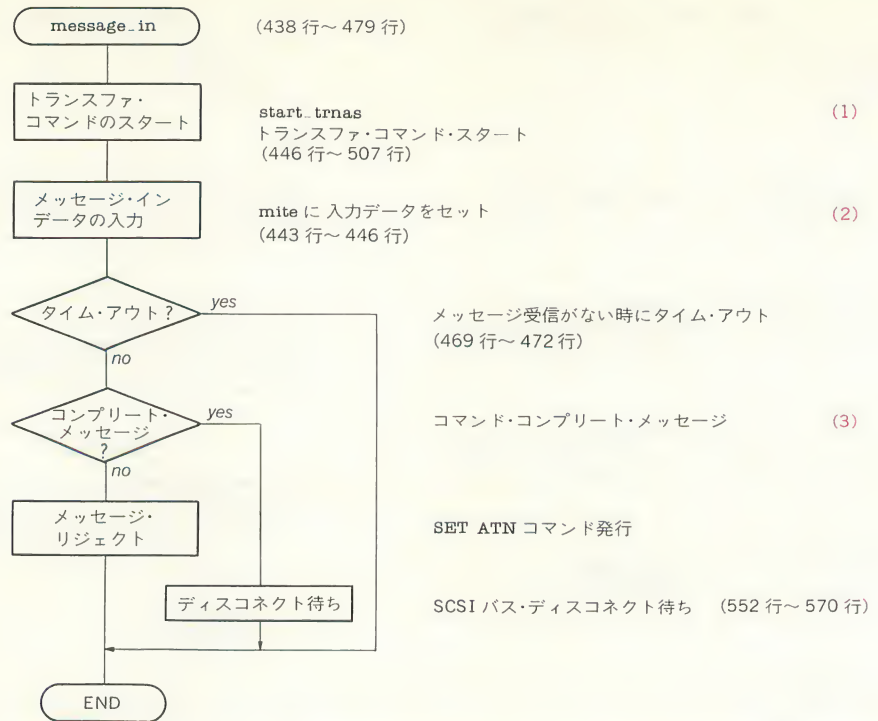 message_in
(438 行～ 479 行)
トランスファ・
コマンドのスタート
start_trnas
トランスファ・コマンド・スタート
(446 行～ 507 行)
(1)
メッセージ・イン
データの入力
mite に 入力データをセット
(443 行～ 446 行)
(2)
タイム・アウト？
yes
no
メッセージ受信がない時にタイム・アウト
(469 行～ 472 行)
コンプリート・
メッセージ
？
yes
no
コマンド・コンプリート・メッセージ
(3)
メッセージ・
リジェクト
SET ATN コマンド発行
ディスコネクト待ち
SCSI バス・ディスコネクト待ち (552 行～ 570 行)
END